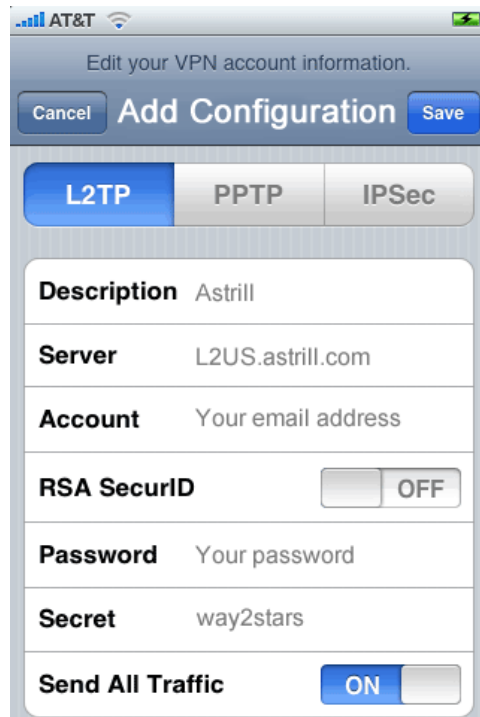 AT&T
Edit your VPN account information.
Cancel Add Configuration Save
L2TP PPTP IPSec
Description Astrill
Server L2US.astrill.com
Account Your email address
RSA SecurID OFF
Password Your password
Secret way2stars
Send All Traffic ON